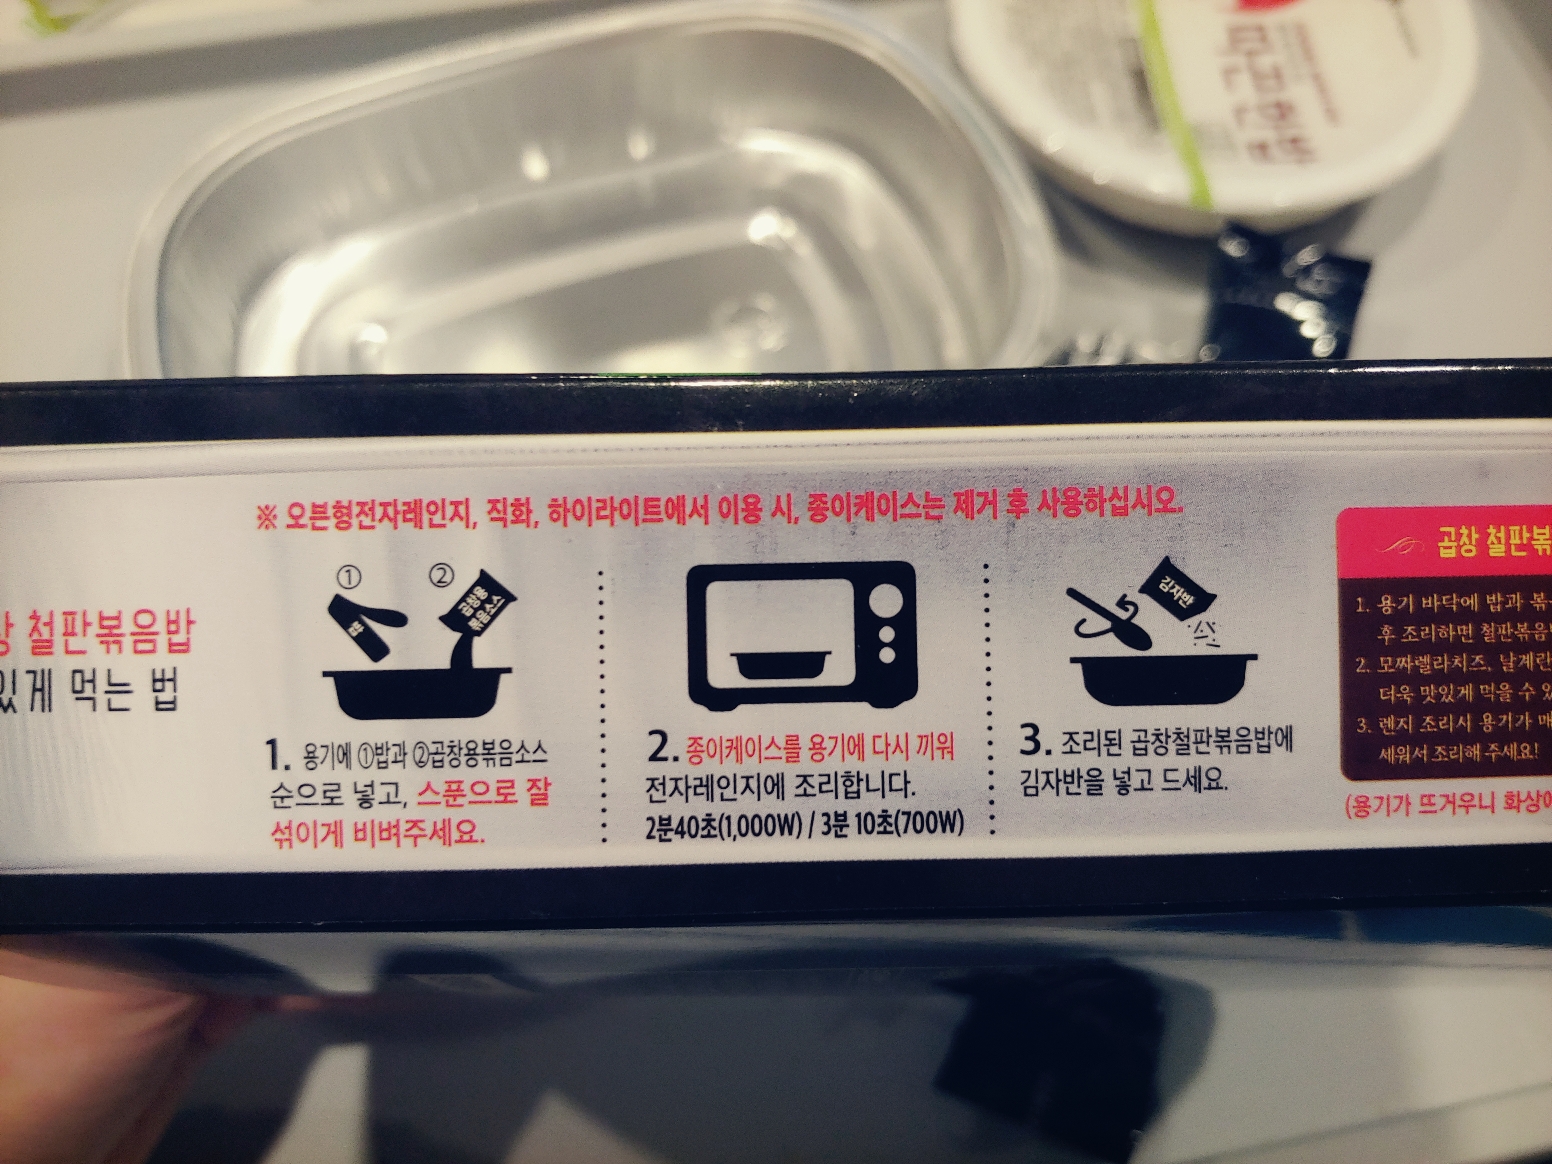 ※ 오븐형전자레인지, 직화, 하이라이트에서 이용 시, 종이케이스는 제거 후 사용하십시오.
철판볶음밥
있게 먹는 법
① ②
밥
곱창용
볶음소스
1. 용기에 ①밥과 ②곱창용볶음소스
순으로 넣고, 스푼으로 잘
섞이게 비벼주세요.
2. 종이케이스를 용기에 다시 끼워
전자레인지에 조리합니다.
2분40초(1,000W) / 3분 10초(700W)
김자반
3. 조리된 곱창철판볶음밥에
김자반을 넣고 드세요.
곱창 철판볶
1. 용기 바닥에 밥과
후 조리하면 철판볶음
2. 모짜렐라치즈, 날계란
더욱 맛있게 먹을 수
3. 렌지 조리시 용기가
세워서 조리해 주세요!
(용기가 뜨거우니 화상에